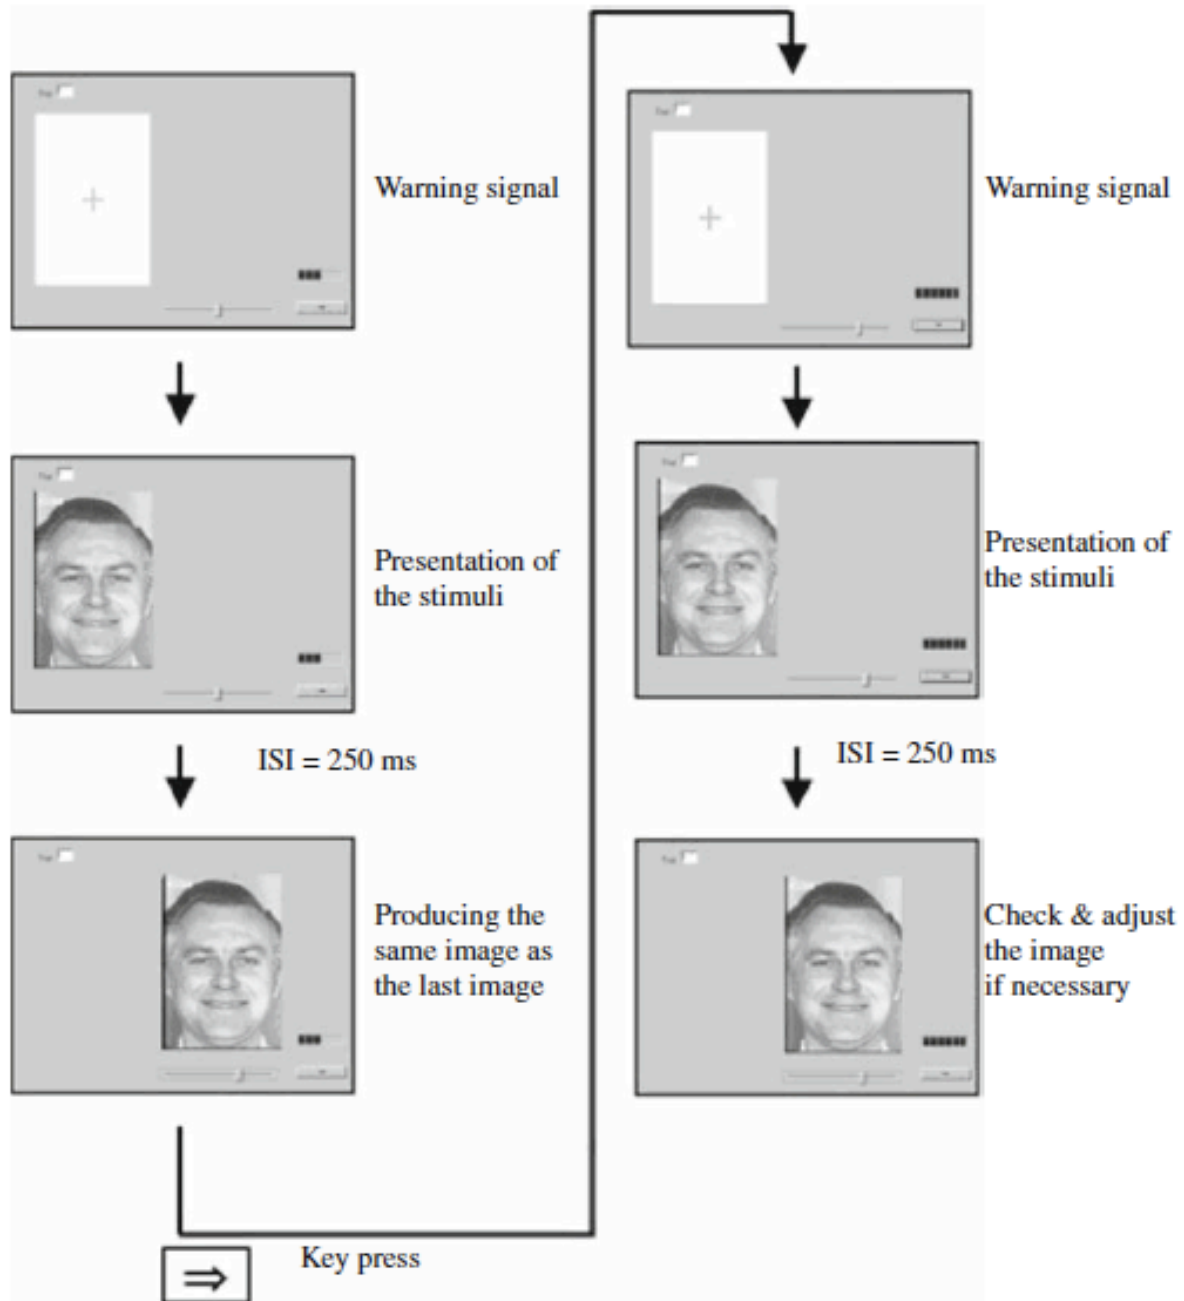 Warning signal
Presentation of
the stimuli
ISI = 250 ms
Producing the
same image as
the last image
Key press
⇒
Warning signal
Presentation of
the stimuli
ISI = 250 ms
Check & adjust
the image
if necessary